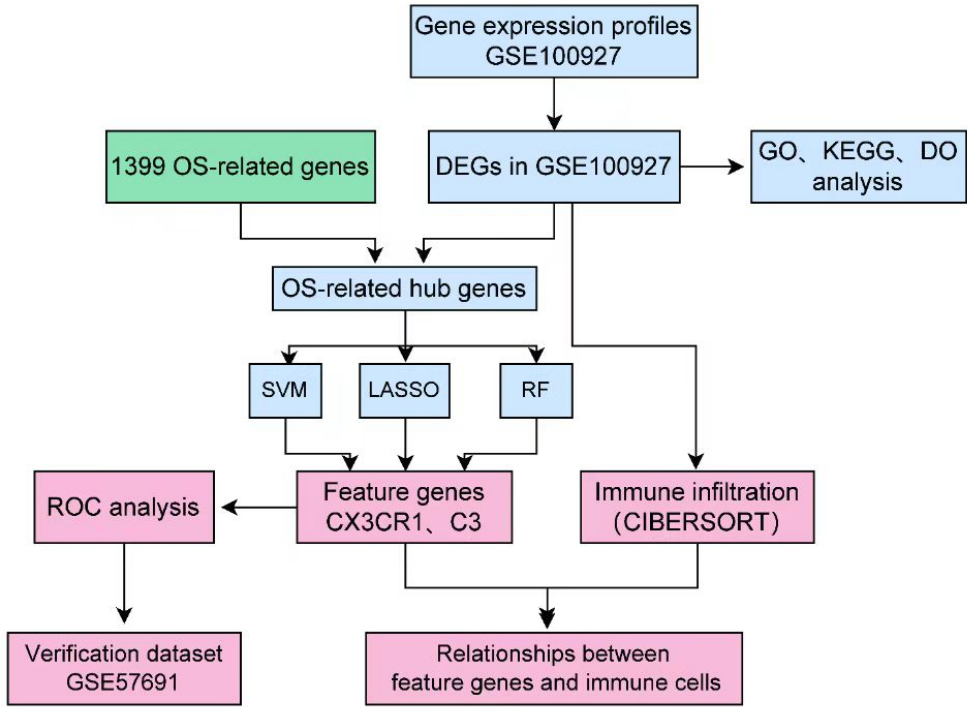 Gene expression profiles
GSE100927
1399 OS-related genes
DEGs in GSE100927
GO、KEGG、DO
analysis
OS-related hub genes
SVM
LASSO
RF
ROC analysis
Feature genes
CX3CR1、C3
Immune infiltration
(CIBERSORT)
Verification dataset
GSE57691
Relationships between
feature genes and immune cells